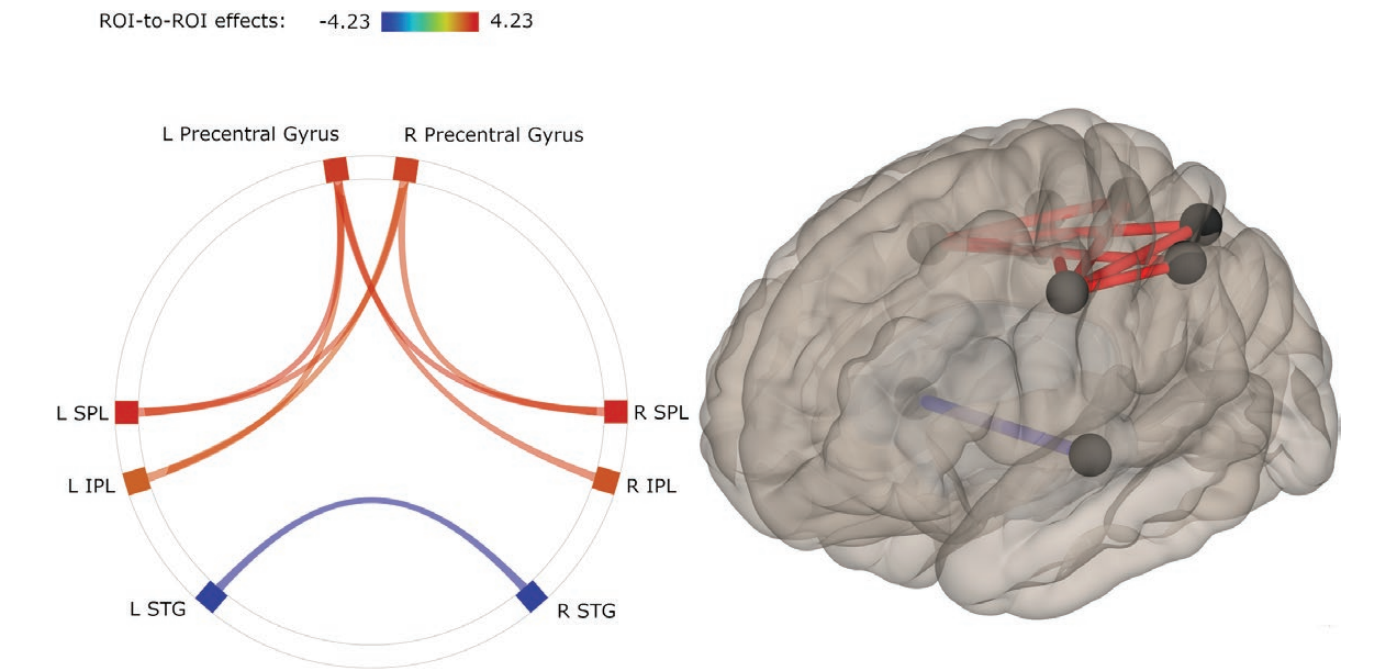 ROI-to-ROI effects: -4.23 4.23
L Precentral Gyrus R Precentral Gyrus
L SPL R SPL
L IPL R IPL
L STG R STG